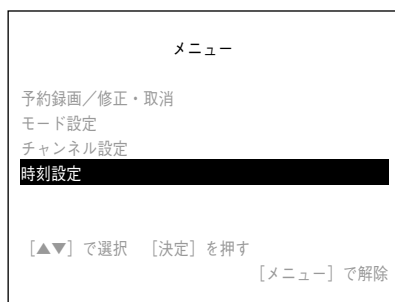 メニュー
予約録画／修正・取消
モード設定
チャンネル設定
時刻設定
［▲▼］で選択　［決定］を押す
［メニュー］で解除